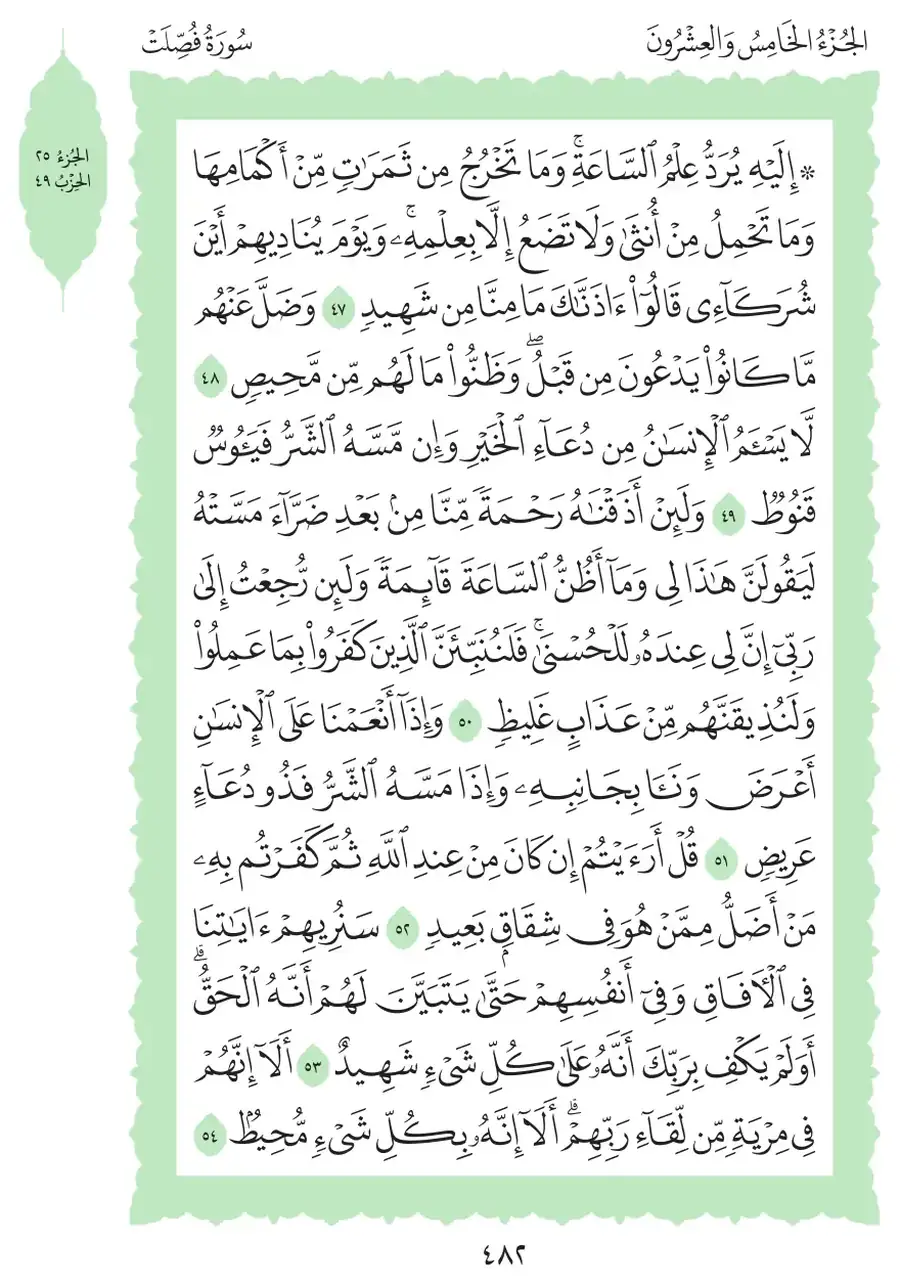 الجُزْءُ الخَامِسُ وَالعِشْرُونَ
سُورَةُ فُصِّلَتْ
الجُزءُ ٢٥
الحِزْبُ ٤٩
۞ إِلَيْهِ يُرَدُّ عِلْمُ ٱلسَّاعَةِۚ وَمَا تَخْرُجُ مِن ثَمَرَٰتٖ مِّنْ أَكْمَامِهَا
وَمَا تَحْمِلُ مِنْ أُنثَىٰ وَلَا تَضَعُ إِلَّا بِعِلْمِهِۦۚ وَيَوْمَ يُنَادِيهِمْ أَيْنَ
شُرَكَآءِي قَالُوٓاْ ءَاذَنَّٰكَ مَا مِنَّا مِن شَهِيدٖ ٤٧ وَضَلَّ عَنْهُم
مَّا كَانُواْ يَدْعُونَ مِن قَبْلُۖ وَظَنُّواْ مَا لَهُم مِّن مَّحِيصٖ ٤٨
لَّا يَسْـَٔمُ ٱلْإِنسَٰنُ مِن دُعَآءِ ٱلْخَيْرِ وَإِن مَّسَّهُ ٱلشَّرُّ فَيَـُٔوسٞ
قَنُوطٞ ٤٩ وَلَئِنْ أَذَقْنَٰهُ رَحْمَةٗ مِّنَّا مِنۢ بَعْدِ ضَرَّآءَ مَسَّتْهُ
لَيَقُولَنَّ هَٰذَا لِي وَمَآ أَظُنُّ ٱلسَّاعَةَ قَآئِمَةٗ وَلَئِن رُّجِعْتُ إِلَىٰ
رَبِّيٓ إِنَّ لِي عِندَهُۥ لَلْحُسْنَىٰۚ فَلَنُنَبِّئَنَّ ٱلَّذِينَ كَفَرُواْ بِمَا عَمِلُواْ
وَلَنُذِيقَنَّهُم مِّنْ عَذَابٍ غَلِيظٖ ٥٠ وَإِذَآ أَنْعَمْنَا عَلَى ٱلْإِنسَٰنِ
أَعْرَضَ وَنَـَٔا بِجَانِبِهِۦ وَإِذَا مَسَّهُ ٱلشَّرُّ فَذُو دُعَآءٍ
عَرِيضٖ ٥١ قُلْ أَرَءَيْتُمْ إِن كَانَ مِنْ عِندِ ٱللَّهِ ثُمَّ كَفَرْتُم بِهِۦ
مَنْ أَضَلُّ مِمَّنْ هُوَ فِي شِقَاقِۭ بَعِيدٖ ٥٢ سَنُرِيهِمْ ءَايَٰتِنَا
فِي ٱلْأٓفَاقِ وَفِيٓ أَنفُسِهِمْ حَتَّىٰ يَتَبَيَّنَ لَهُمْ أَنَّهُ ٱلْحَقُّۗ
أَوَلَمْ يَكْفِ بِرَبِّكَ أَنَّهُۥ عَلَىٰ كُلِّ شَيْءٖ شَهِيدٌ ٥٣ أَلَآ إِنَّهُمْ
فِي مِرْيَةٖ مِّن لِّقَآءِ رَبِّهِمْۗ أَلَآ إِنَّهُۥ بِكُلِّ شَيْءٖ مُّحِيطُۢ ٥٤
٤٨٢